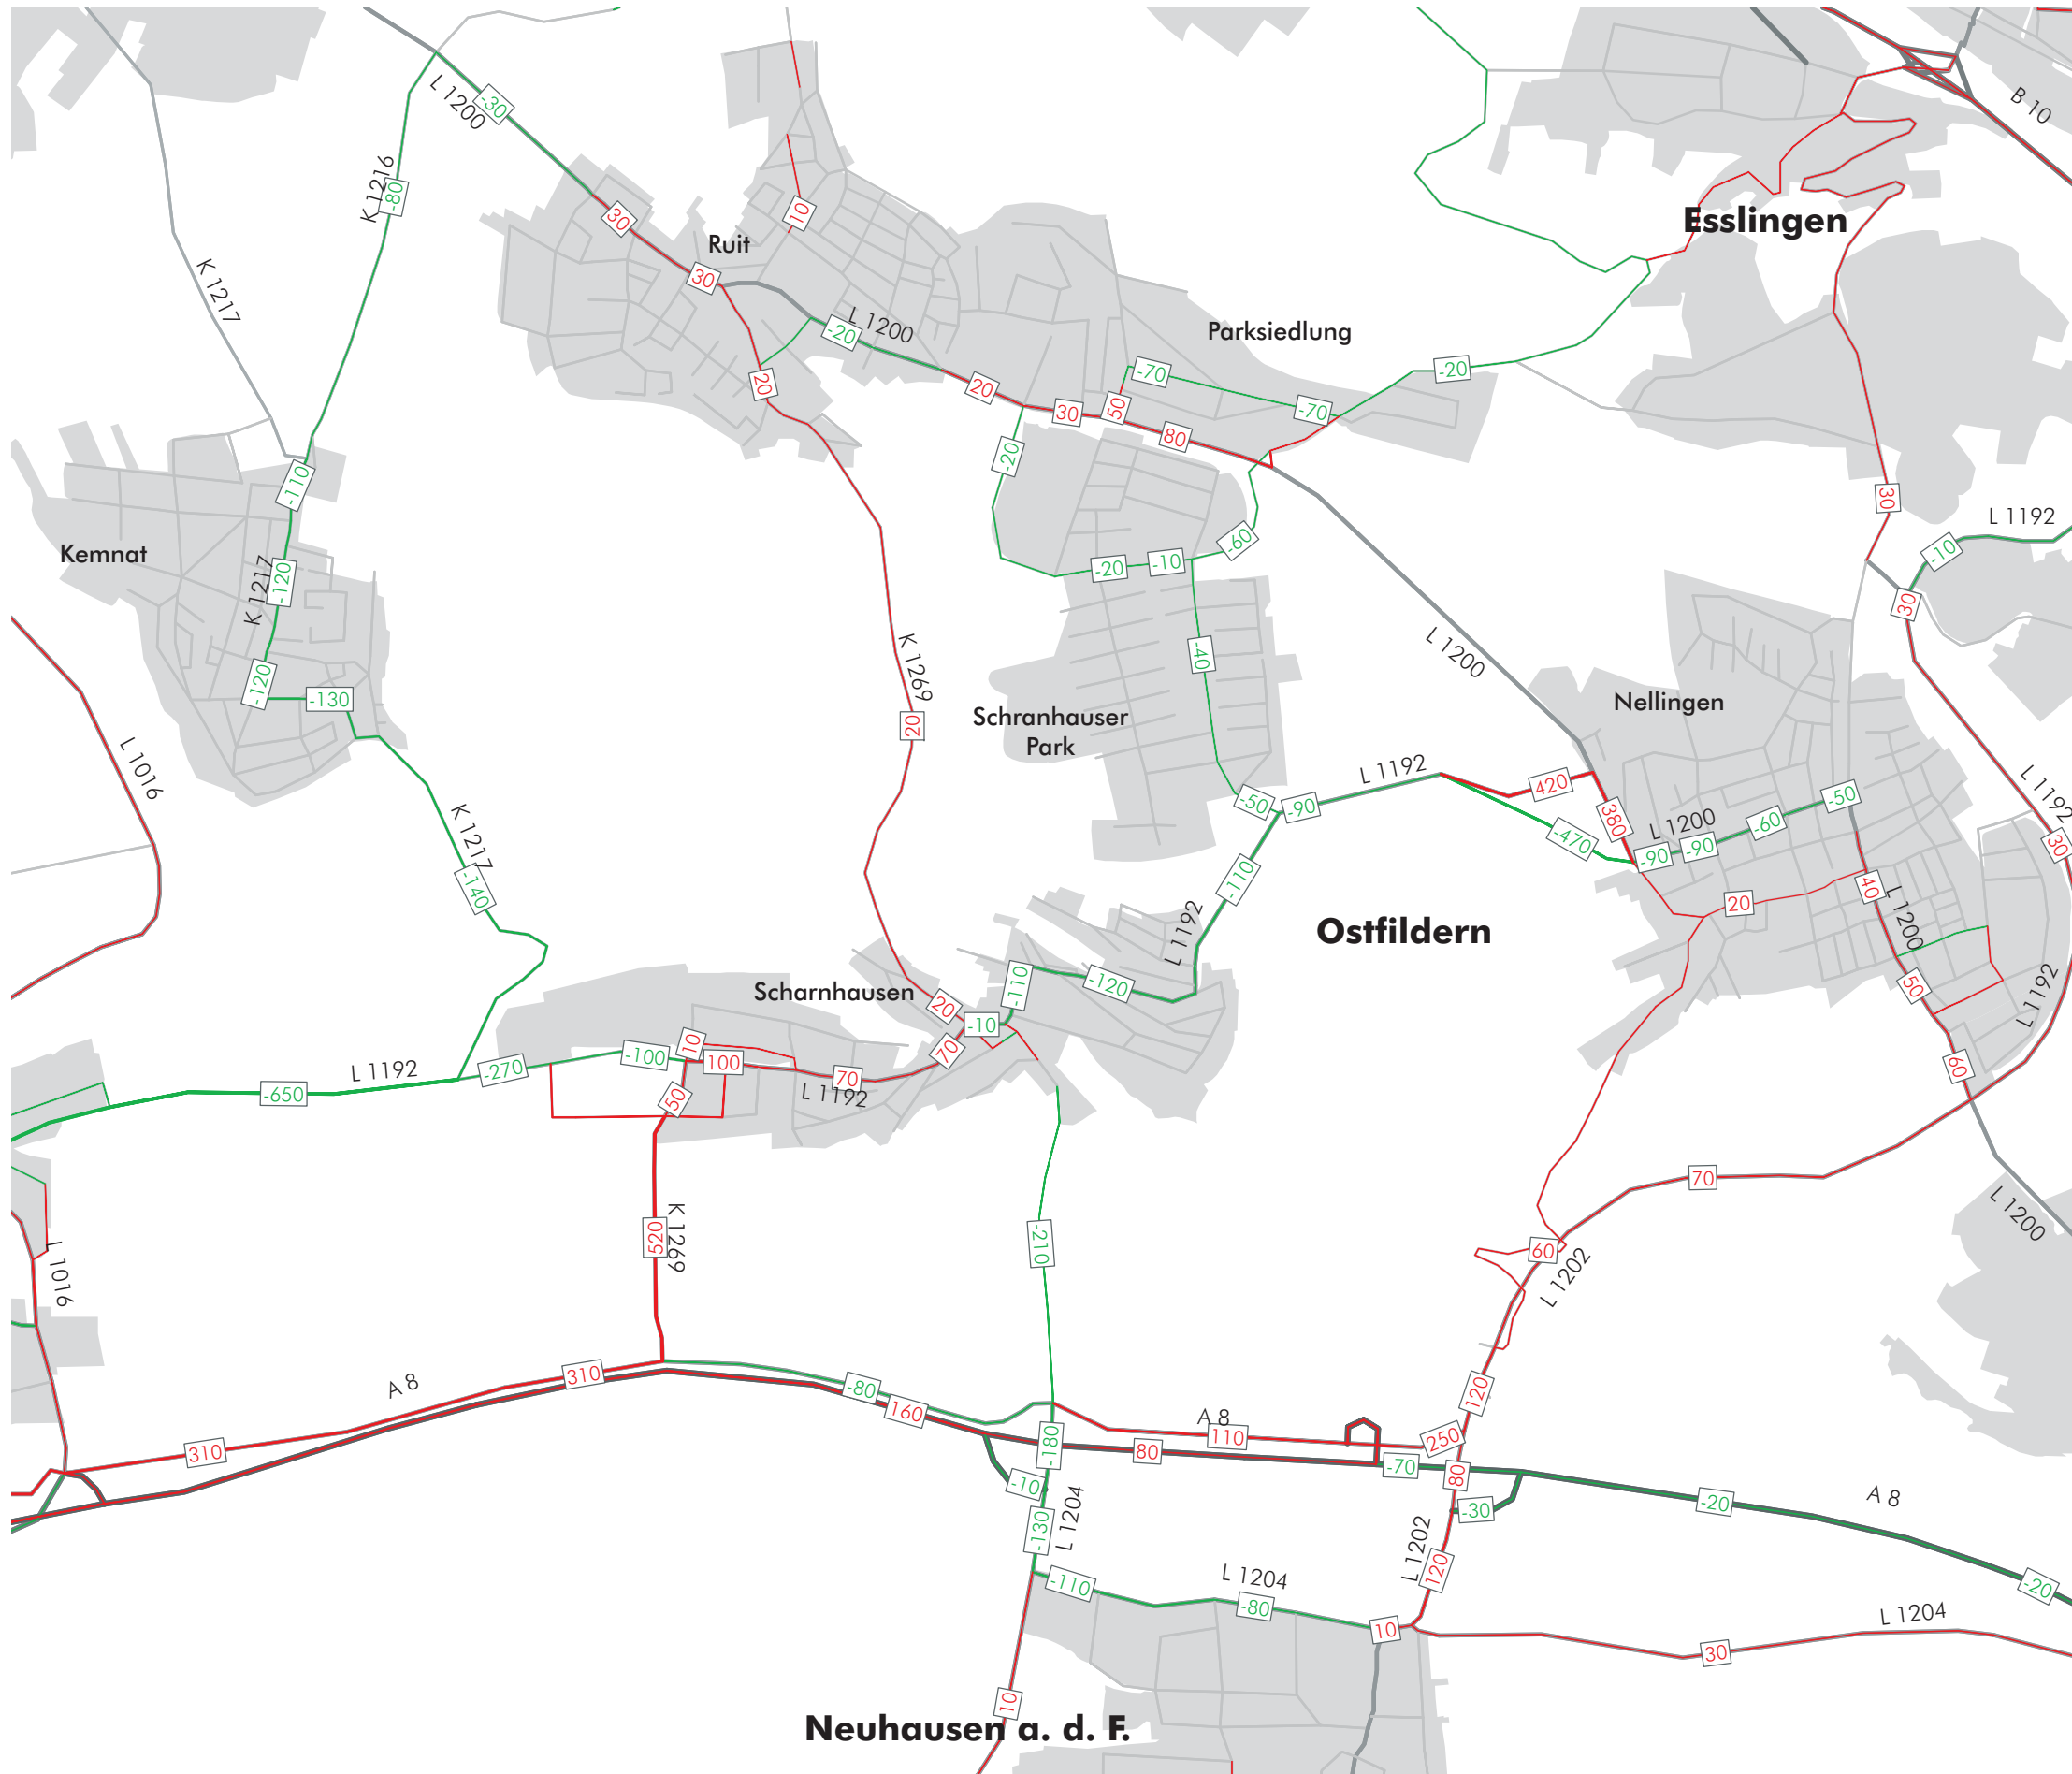 L 1200
-30
B 10
K 1216
-80
30
10
Esslingen
Ruit
30
K 1217
L 1200
-20
Parksiedlung
20
-70
-20
20
30
50
-70
80
-20
-110
30
L 1192
-10
Kemnat
K 1217
-120
-20
-10
-60
30
-120
-130
K 1269
20
-40
L 1200
Schranhauser
Park
Nellingen
L 1016
L 1192
420
L 1192
-50
-90
380
-470
L 1200
-90
-90
-60
-50
30
K 1217
-140
-110
L 1192
20
40
L 1200
Ostfildern
Scharnhausen
20
-10
-110
-120
50
L 1192
L 1192
-650
-270
-100
10
100
50
70
L 1192
70
60
K 1269
520
-210
70
60
L 1202
L 1200
L 1016
A 8
310
310
-80
160
120
A 8
110
250
80
-180
-70
80
-10
-30
-20
A 8
-130
L 1204
L 1202
120
-20
-110
L 1204
-80
10
L 1204
30
10
Neuhausen a. d. F.